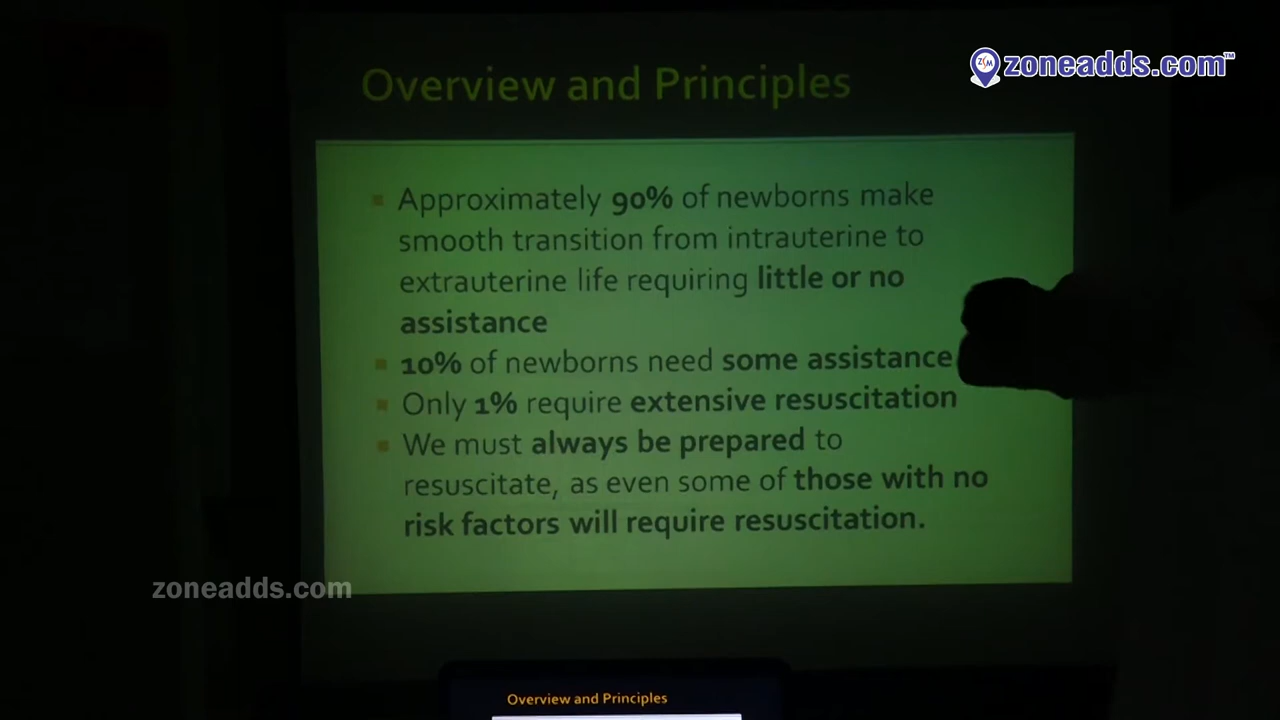 zoneadds.com™
Overview and Principles
Approximately 90% of newborns make
smooth transition from intrauterine to
extrauterine life requiring little or no
assistance
10% of newborns need some assistance
Only 1% require extensive resuscitation
We must always be prepared to
resuscitate, as even some of those with no
risk factors will require resuscitation.
zoneadds.com
Overview and Principles